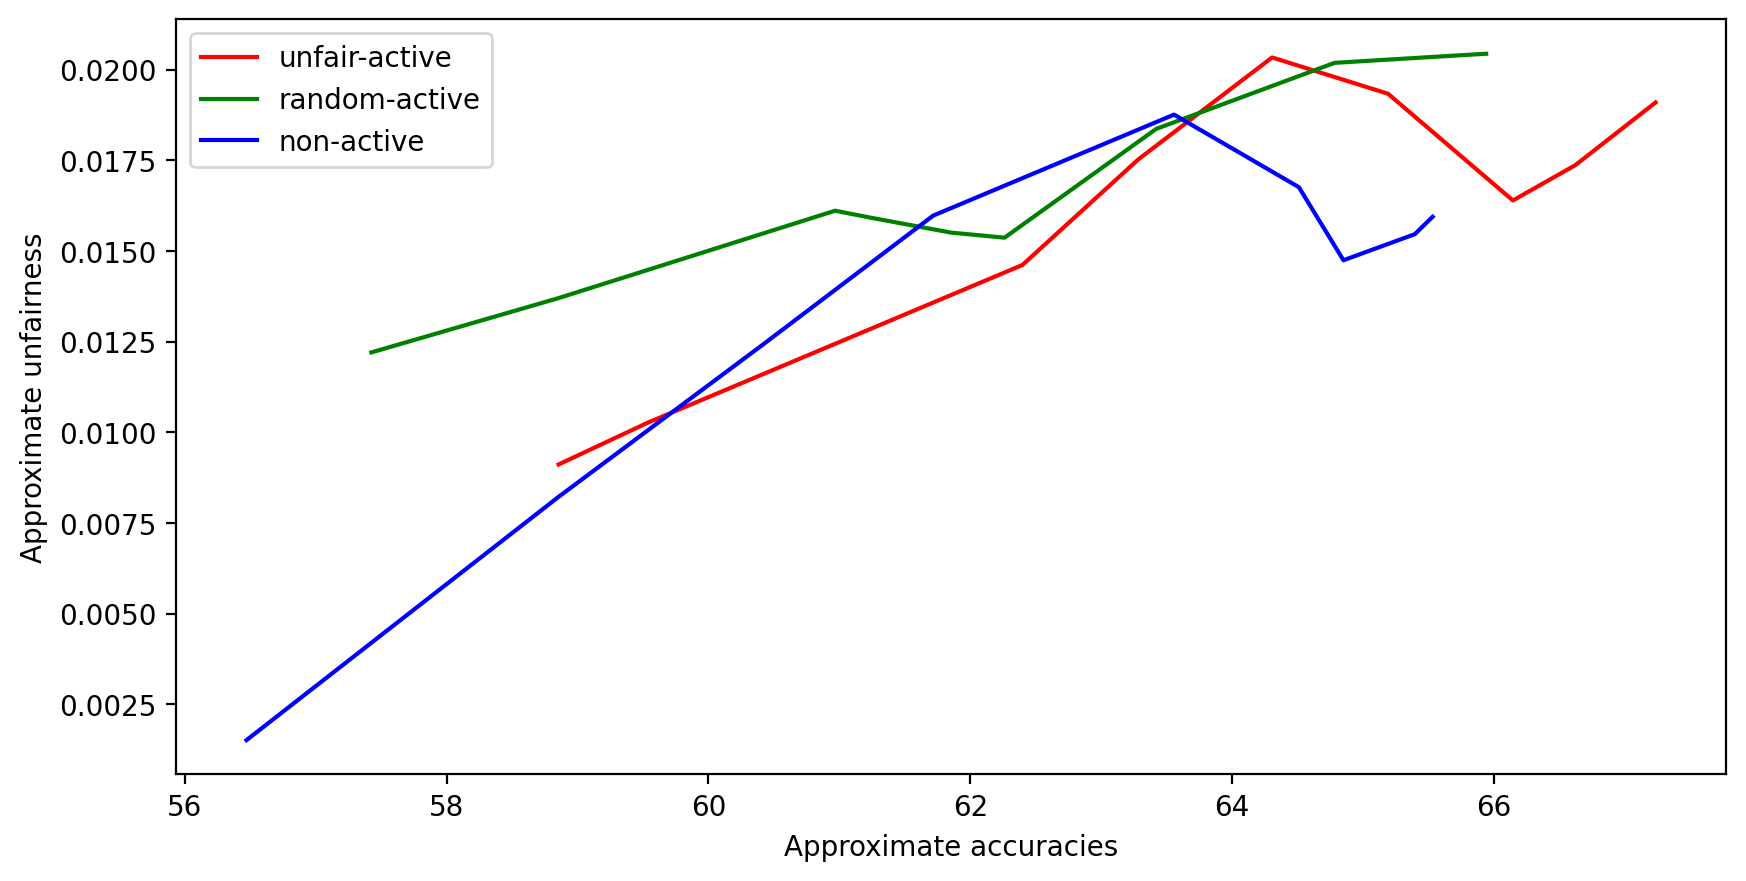 unfair-active
random-active
non-active
0.0200
0.0175
0.0150
0.0125
0.0100
0.0075
0.0050
0.0025
Approximate unfairness
56 58 60 62 64 66
Approximate accuracies